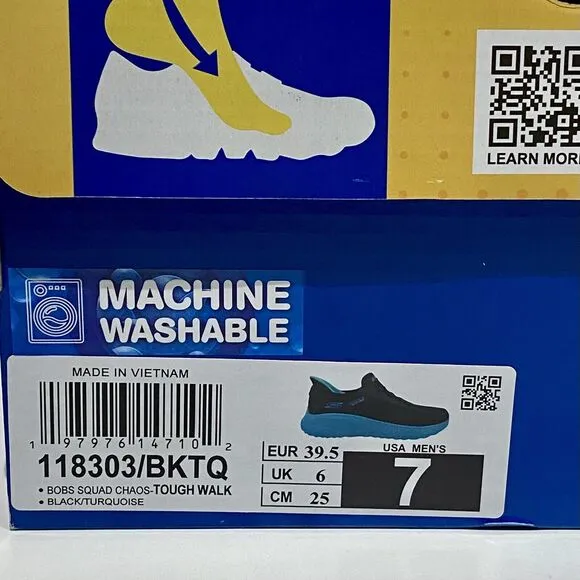 LEARN MORE
MACHINE
WASHABLE
MADE IN VIETNAM
1 97976 14710 2
118303/BKTQ
• BOBS SQUAD CHAOS-TOUGH WALK
• BLACK/TURQUOISE
EUR 39.5
UK 6
CM 25
USA MEN'S
7